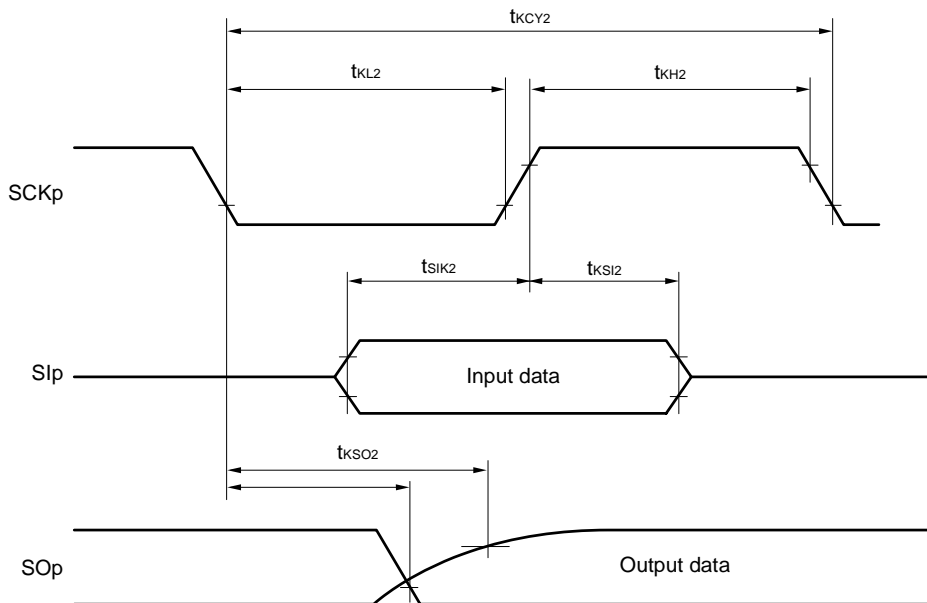 tKCY2
tKL2
tKH2
SCKp
tSIK2
tKSI2
SIp
Input data
tKSO2
SOp
Output data